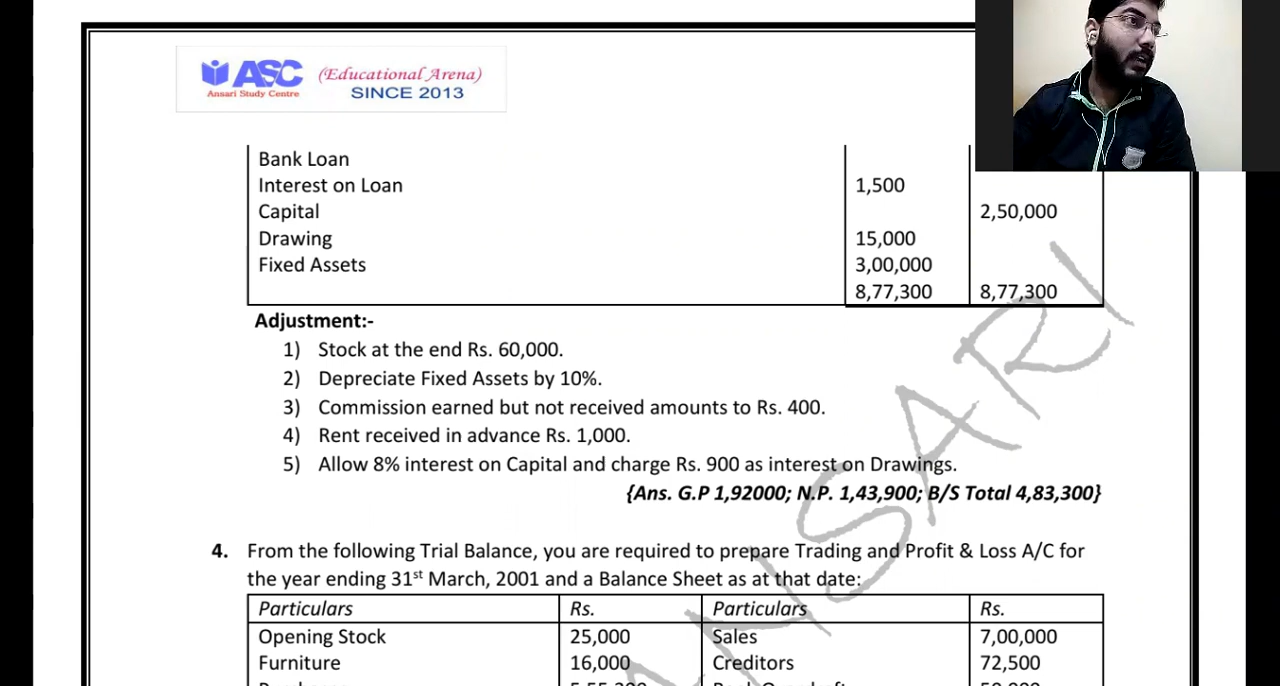 ASC (Educational Arena)
Ansari Study Centre SINCE 2013
Bank Loan
Interest on Loan 1,500
Capital 2,50,000
Drawing 15,000
Fixed Assets 3,00,000
8,77,300 8,77,300
Adjustment:-
1) Stock at the end Rs. 60,000.
2) Depreciate Fixed Assets by 10%.
3) Commission earned but not received amounts to Rs. 400.
4) Rent received in advance Rs. 1,000.
5) Allow 8% interest on Capital and charge Rs. 900 as interest on Drawings.
{Ans. G.P 1,92000; N.P. 1,43,900; B/S Total 4,83,300}
4. From the following Trial Balance, you are required to prepare Trading and Profit & Loss A/C for
the year ending 31st March, 2001 and a Balance Sheet as at that date:
Particulars Rs. Particulars Rs.
Opening Stock 25,000 Sales 7,00,000
Furniture 16,000 Creditors 72,500
ANSARI